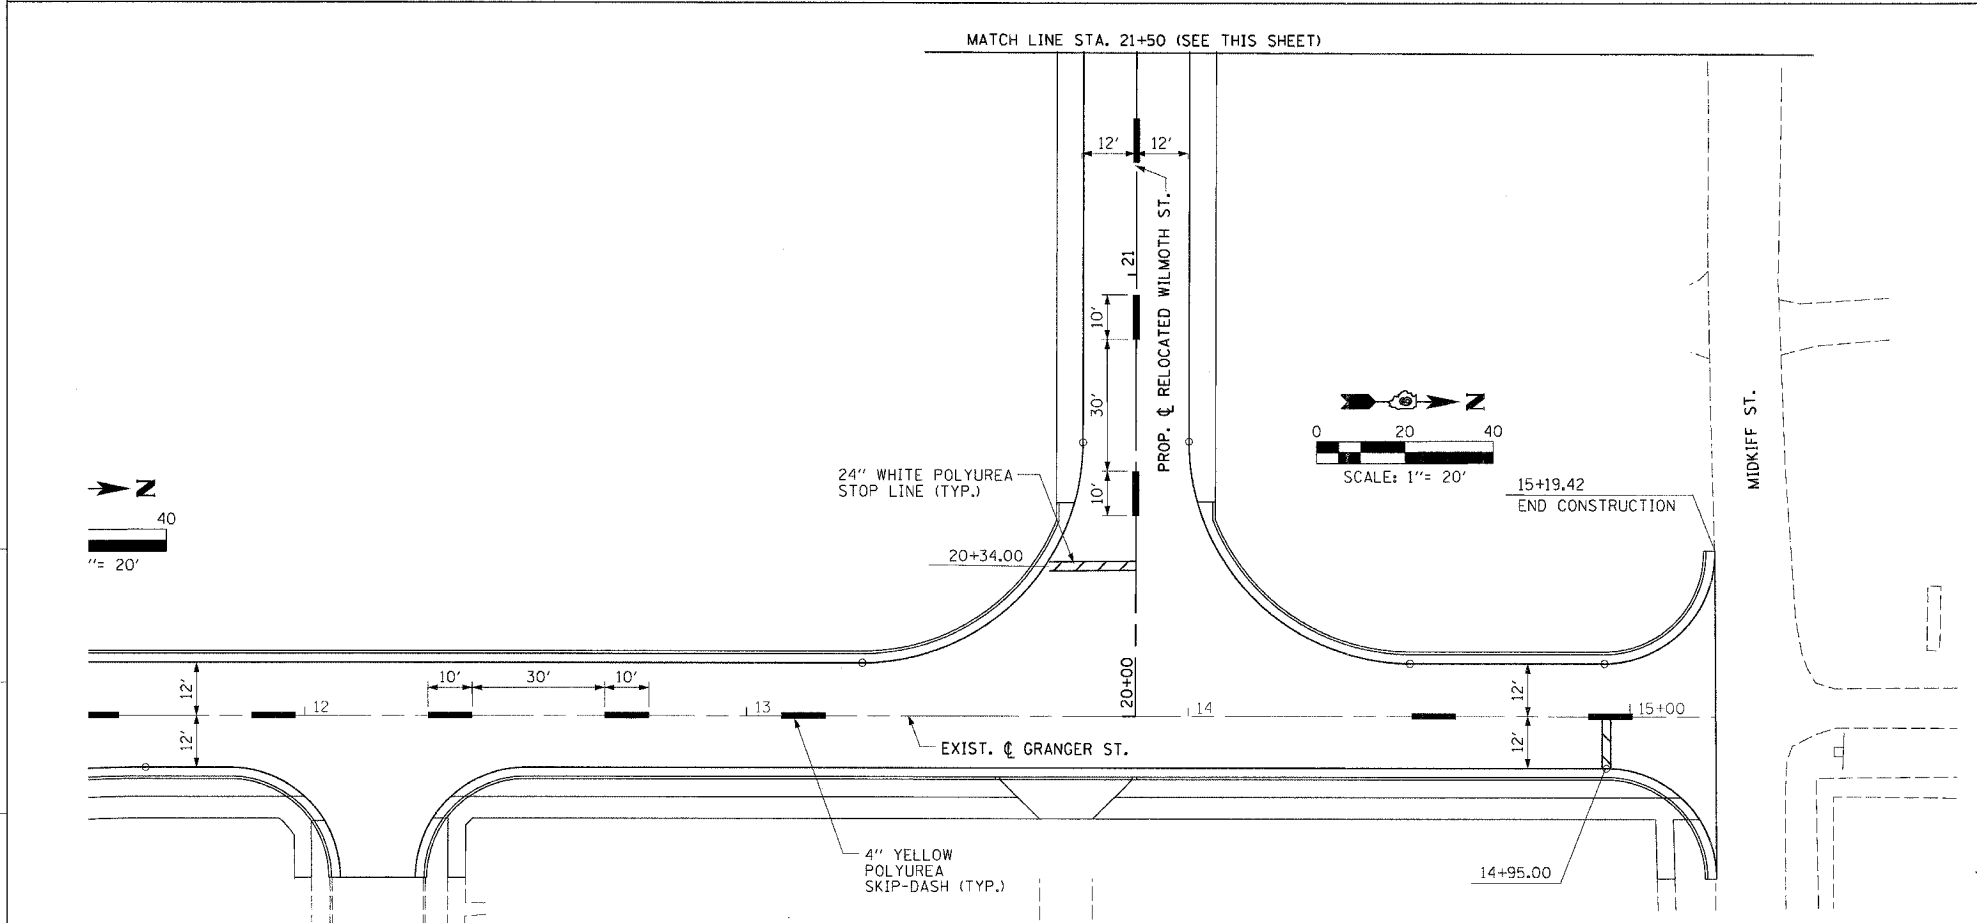 MATCH LINE STA. 21+50 (SEE THIS SHEET)
12' 12'
PROP. ℄ RELOCATED WILMOTH ST.
21
10'
30'
10'
N
0 20 40
SCALE: 1"= 20'
MIDKIFF ST.
24" WHITE POLYUREA
STOP LINE (TYP.)
15+19.42
END CONSTRUCTION
N
40
"= 20'
20+34.00
20+00
12'
12'
10' 30' 10'
12
13
14
15+00
12'
12'
EXIST. ℄ GRANGER ST.
4" YELLOW
POLYUREA
SKIP-DASH (TYP.)
14+95.00